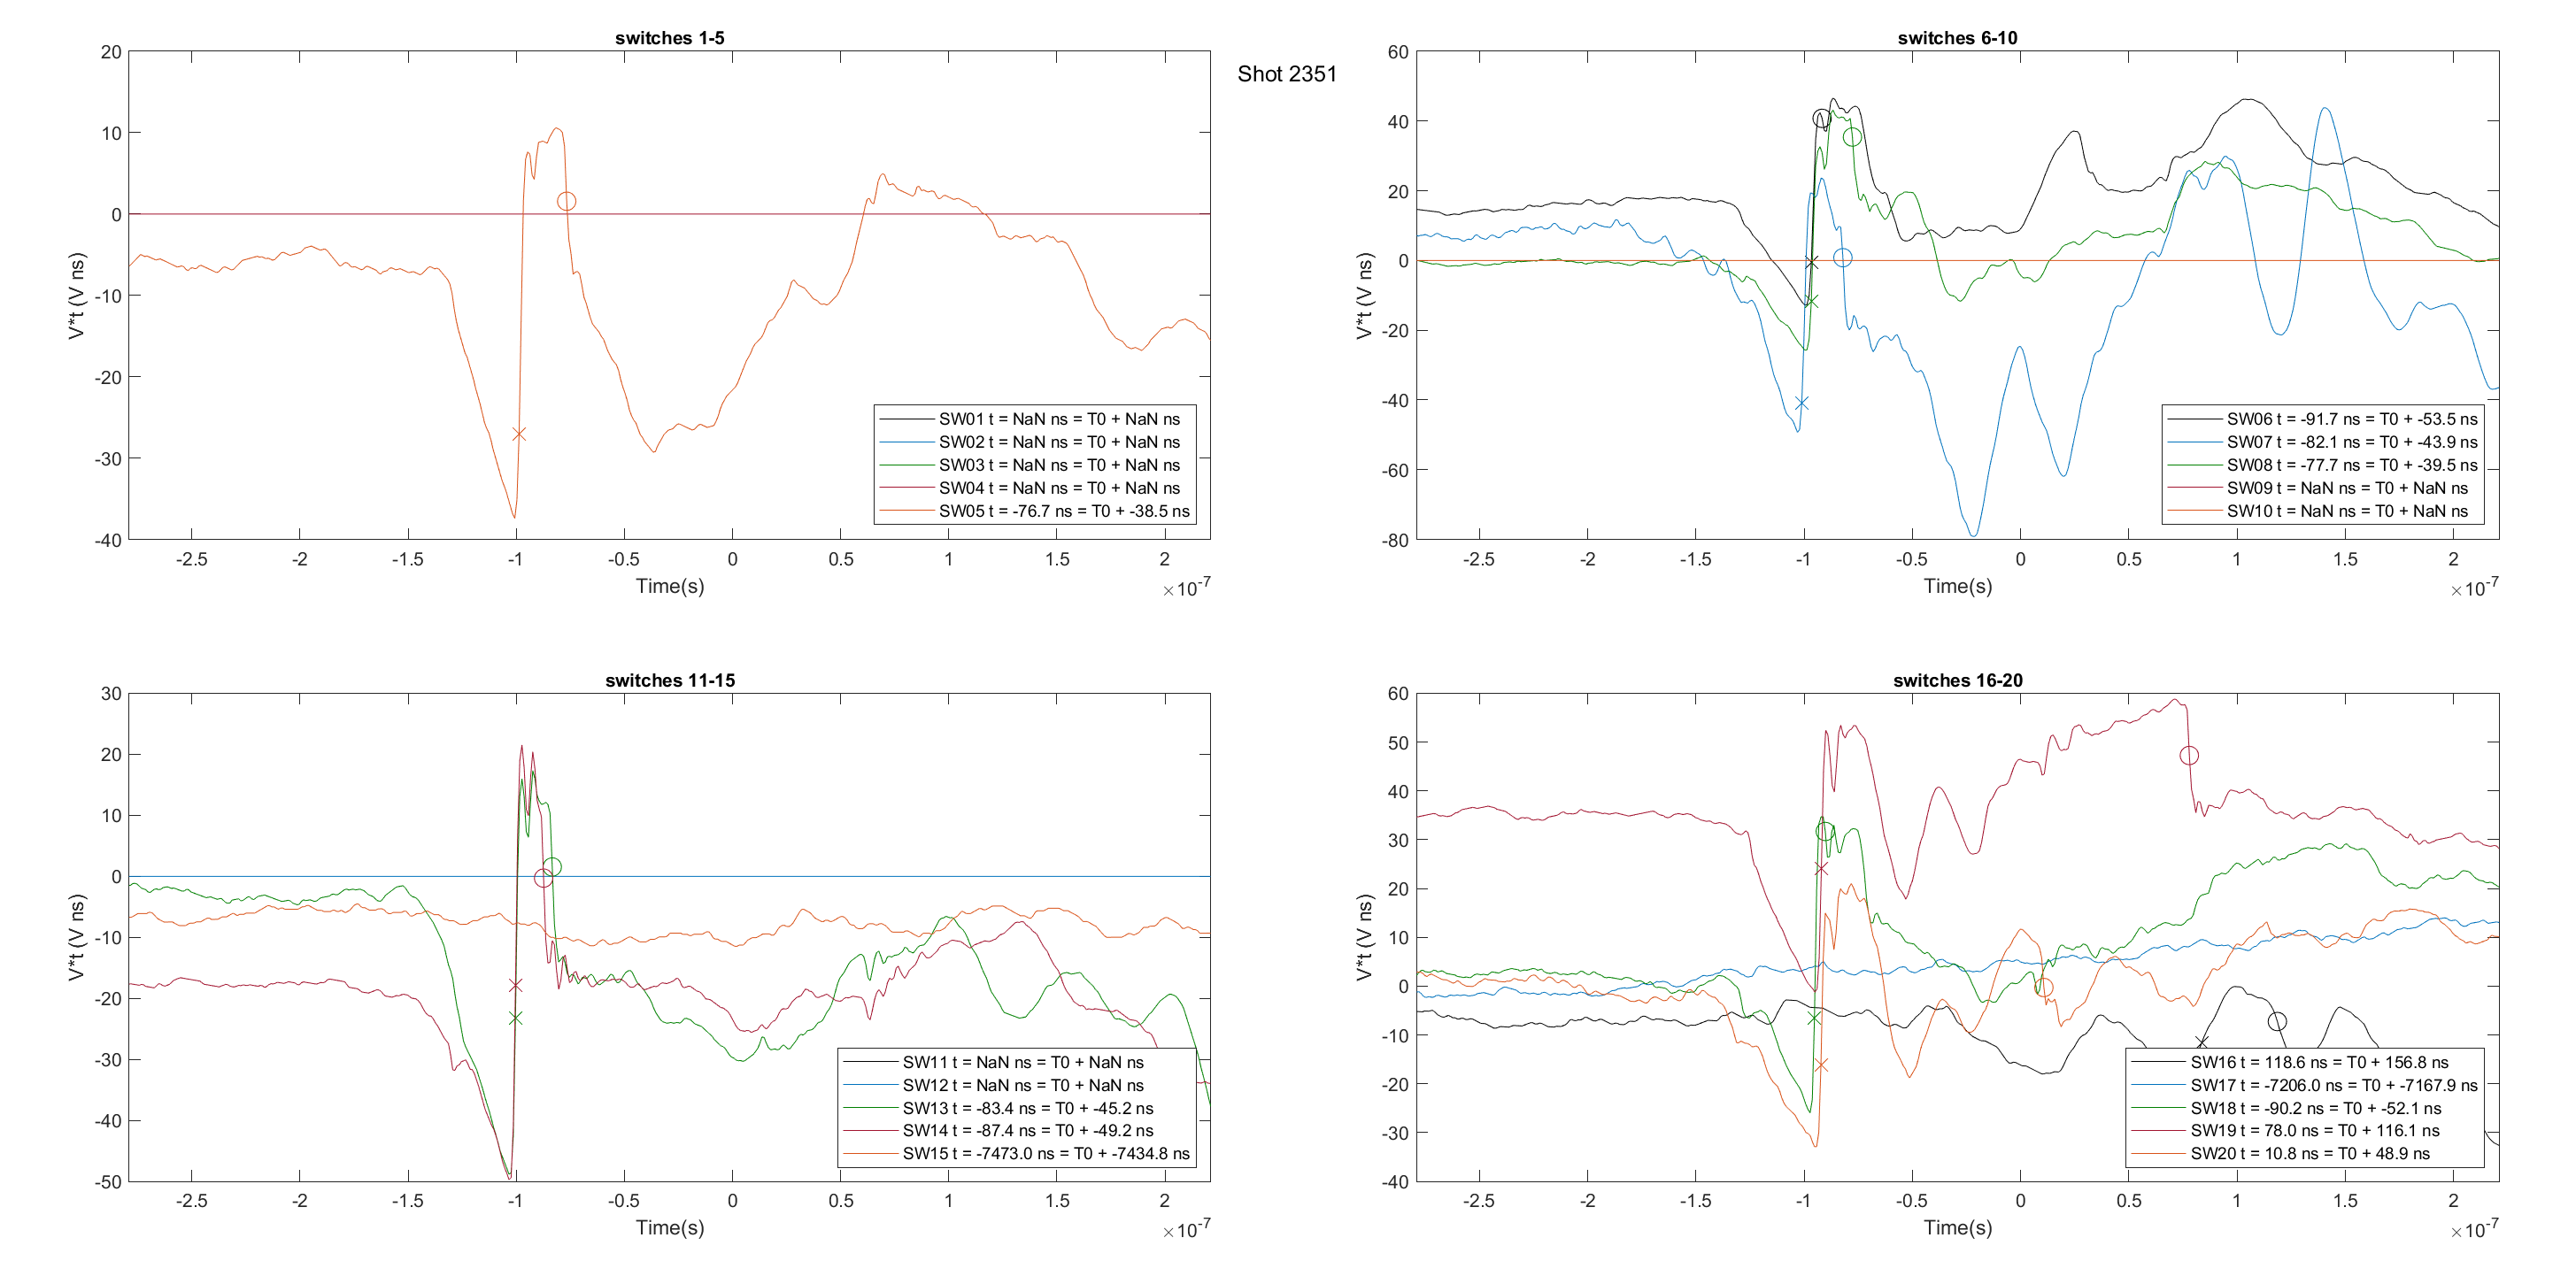 Shot 2351
switches 1-5
20
10
0
-10
-20
-30
-40
V*t (V ns)
-2.5 -2 -1.5 -1 -0.5 0 0.5 1 1.5 2
Time(s)
×10-7
SW01 t = NaN ns = T0 + NaN ns
SW02 t = NaN ns = T0 + NaN ns
SW03 t = NaN ns = T0 + NaN ns
SW04 t = NaN ns = T0 + NaN ns
SW05 t = -76.7 ns = T0 + -38.5 ns
switches 6-10
60
40
20
0
-20
-40
-60
-80
V*t (V ns)
-2.5 -2 -1.5 -1 -0.5 0 0.5 1 1.5 2
Time(s)
×10-7
SW06 t = -91.7 ns = T0 + -53.5 ns
SW07 t = -82.1 ns = T0 + -43.9 ns
SW08 t = -77.7 ns = T0 + -39.5 ns
SW09 t = NaN ns = T0 + NaN ns
SW10 t = NaN ns = T0 + NaN ns
switches 11-15
30
20
10
0
-10
-20
-30
-40
-50
V*t (V ns)
-2.5 -2 -1.5 -1 -0.5 0 0.5 1 1.5 2
Time(s)
×10-7
SW11 t = NaN ns = T0 + NaN ns
SW12 t = NaN ns = T0 + NaN ns
SW13 t = -83.4 ns = T0 + -45.2 ns
SW14 t = -87.4 ns = T0 + -49.2 ns
SW15 t = -7473.0 ns = T0 + -7434.8 ns
switches 16-20
60
50
40
30
20
10
0
-10
-20
-30
-40
V*t (V ns)
-2.5 -2 -1.5 -1 -0.5 0 0.5 1 1.5 2
Time(s)
×10-7
SW16 t = 118.6 ns = T0 + 156.8 ns
SW17 t = -7206.0 ns = T0 + -7167.9 ns
SW18 t = -90.2 ns = T0 + -52.1 ns
SW19 t = 78.0 ns = T0 + 116.1 ns
SW20 t = 10.8 ns = T0 + 48.9 ns